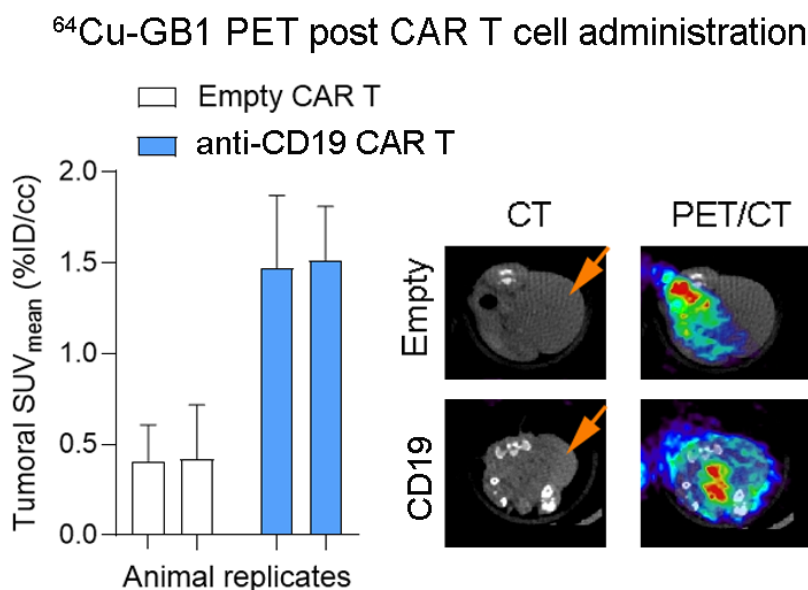 ⁶⁴Cu-GB1 PET post CAR T cell administration
Empty CAR T
anti-CD19 CAR T
Tumoral SUVmean (%ID/cc)
2.0
1.5
1.0
0.5
0.0
Animal replicates
CT
PET/CT
Empty
CD19